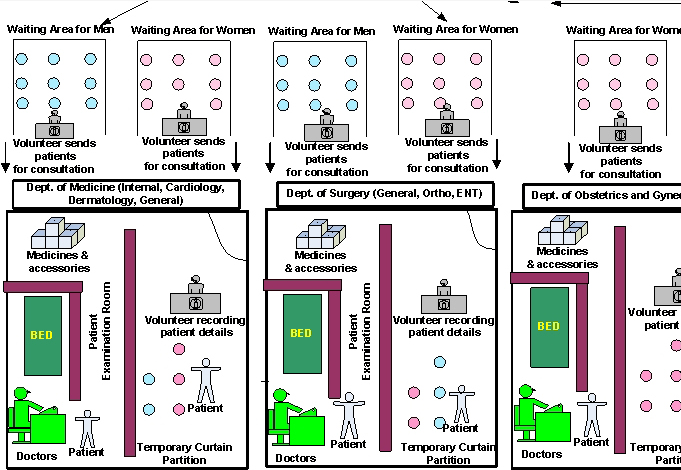 Waiting Area for Men
Waiting Area for Women
Waiting Area for Men
Waiting Area for Women
Waiting Area for Women
Volunteer sends
patients
for consultation
Volunteer sends
patients
for consultation
Volunteer sends
patients
for consultation
Volunteer sends
patients
for consultation
Volunteer sends
patients
for consultation
Dept. of Medicine (Internal, Cardiology,
Dermatology, General)
Dept. of Surgery (General, Ortho, ENT)
Dept. of Obstetrics and Gynec
Medicines &
accessories
BED
Patient
Examination Room
Volunteer recording
patient details
Patient
Doctors
Patient
Temporary Curtain
Partition
Medicines
& accessories
BED
Patient
Examination Room
Volunteer recording
patient details
Patient
Doctors
Patient
Temporary Curtain
Partition
Medicines
& accessories
BED
Volunteer
patient
Doctors
Patient
Temporary
Partit